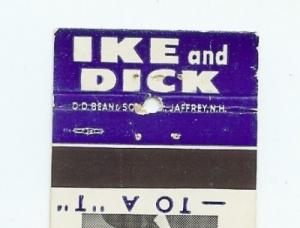 IKE and
DICK
D.D. BEAN & SO JAFFREY, N.H.
—TO A "T"